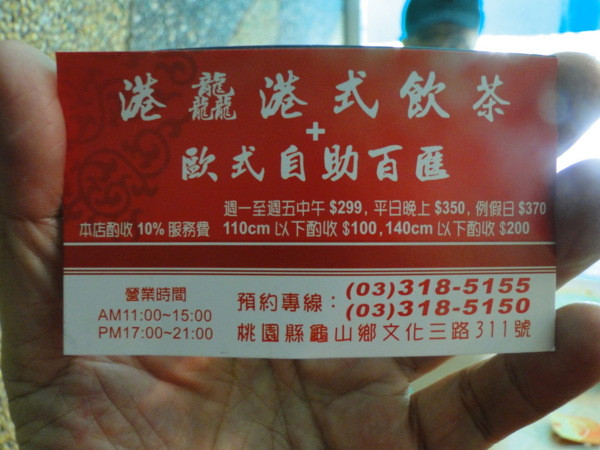 港龘港式飲茶
+
歐式自助百匯
週一至週五中午 $299, 平日晚上 $350, 例假日 $370
本店酌收 10% 服務費 110cm 以下酌收 $100, 140cm 以下酌收 $200
營業時間
AM11:00~15:00
PM17:00~21:00
預約專線：(03)318-5155
(03)318-5150
桃園縣龜山鄉文化三路311號